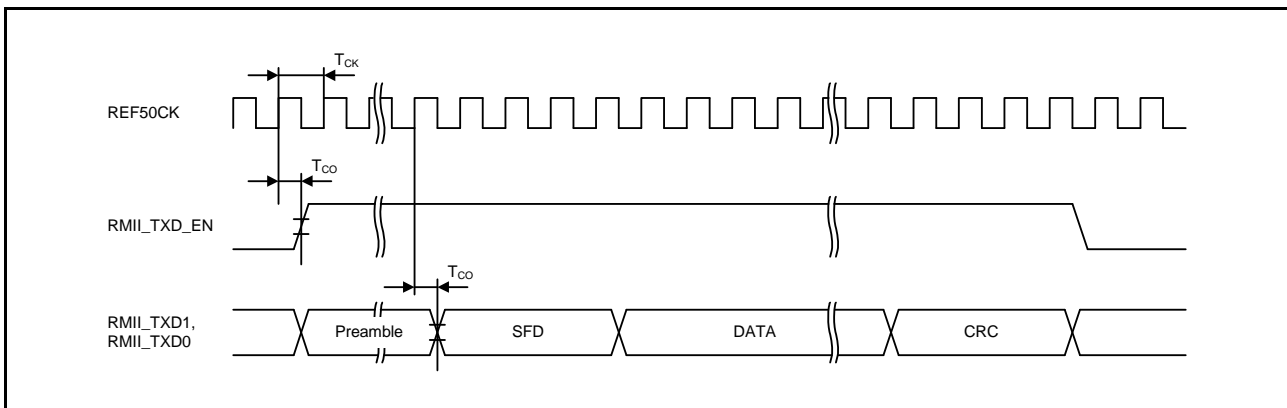 TCK
REF50CK
TCO
RMII_TXD_EN
TCO
RMII_TXD1,
RMII_TXD0
Preamble
SFD
DATA
CRC